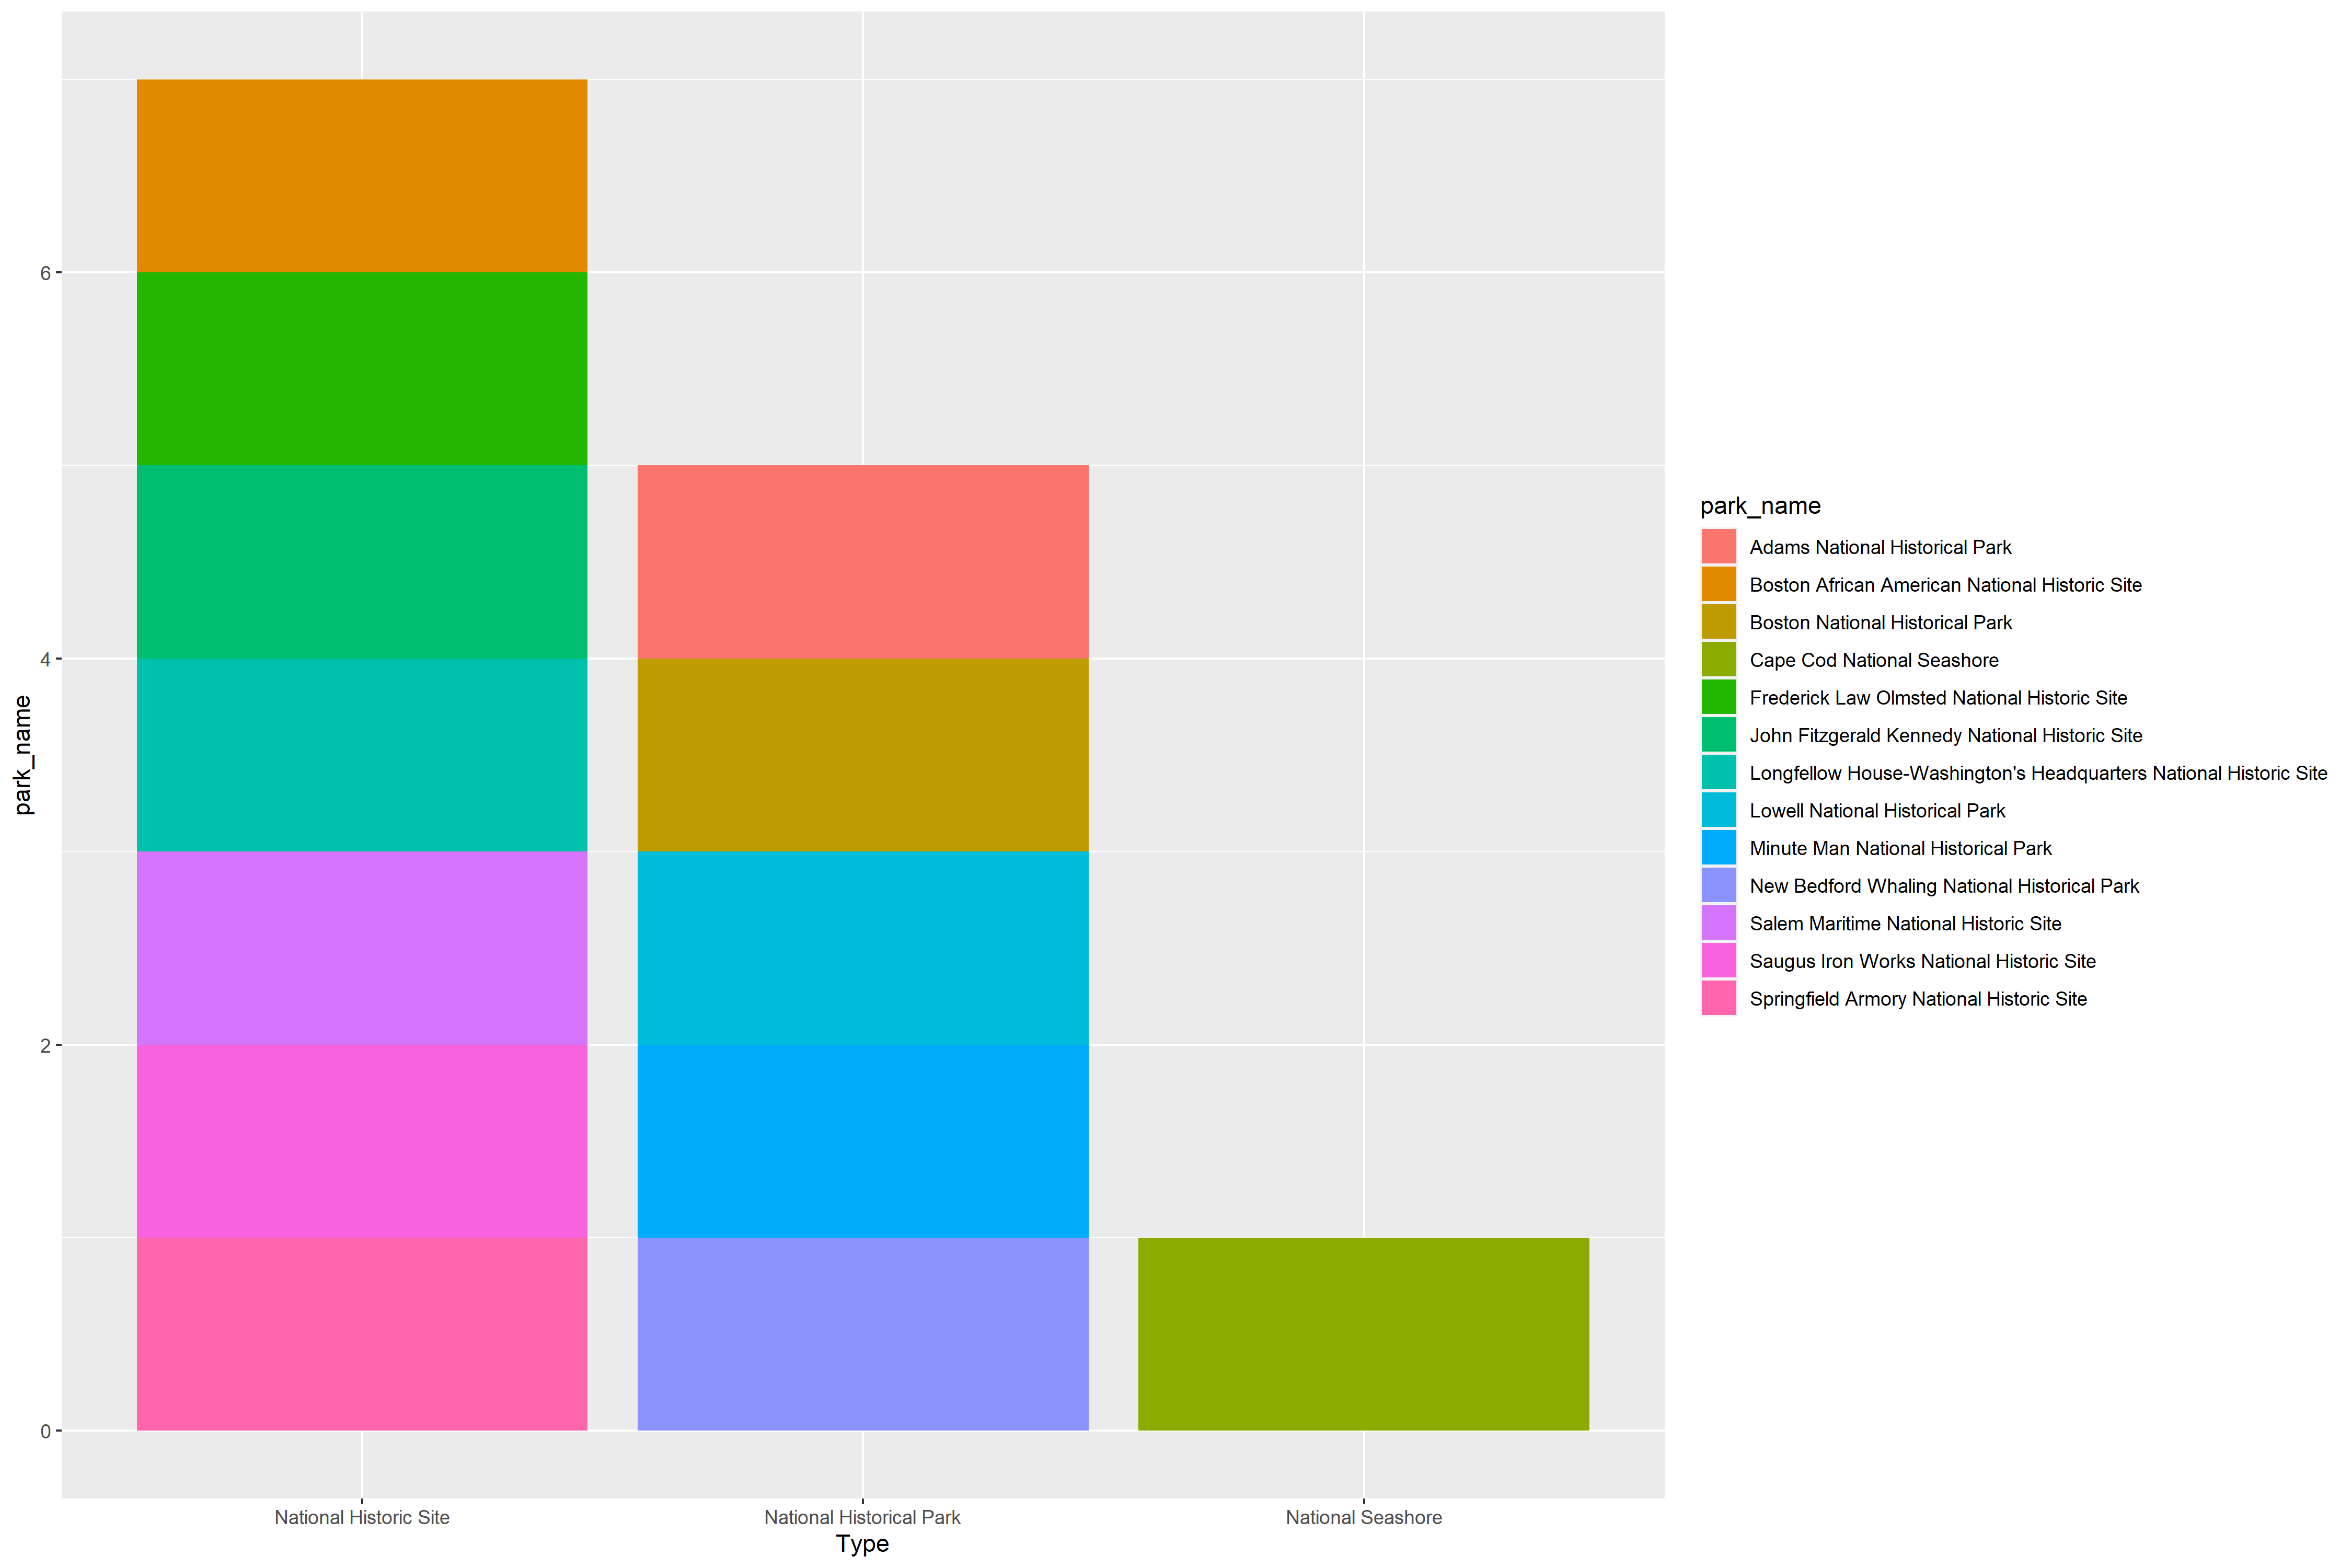 6
4
2
0
park_name
National Historic Site
National Historical Park
National Seashore
Type
park_name
Adams National Historical Park
Boston African American National Historic Site
Boston National Historical Park
Cape Cod National Seashore
Frederick Law Olmsted National Historic Site
John Fitzgerald Kennedy National Historic Site
Longfellow House-Washington's Headquarters National Historic Site
Lowell National Historical Park
Minute Man National Historical Park
New Bedford Whaling National Historical Park
Salem Maritime National Historic Site
Saugus Iron Works National Historic Site
Springfield Armory National Historic Site